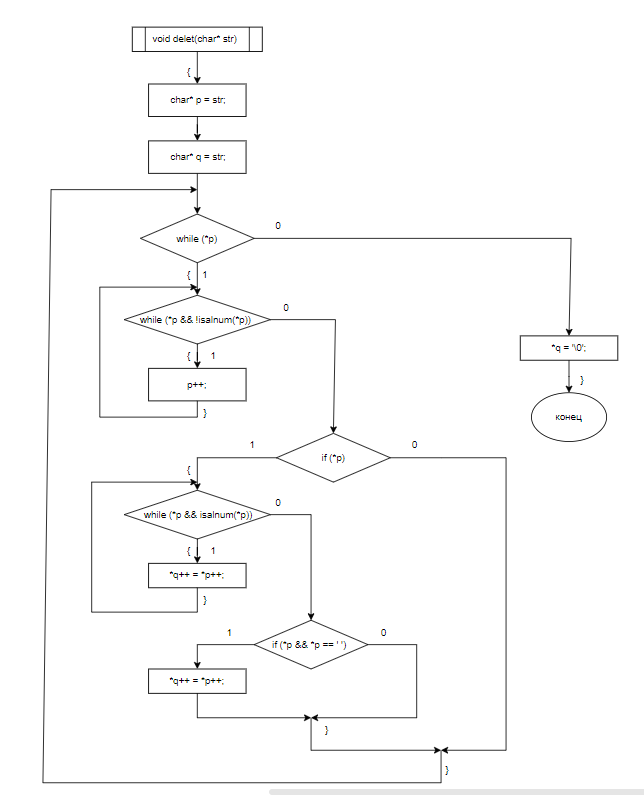 void delet(char* str)
{
char* p = str;
char* q = str;
while (*p)
0
{ 1
while (*p && !isalnum(*p))
0
{ 1
p++;
}
*q = '\0';
}
конец
if (*p)
1
0
{
while (*p && isalnum(*p))
0
{ 1
*q++ = *p++;
}
if (*p && *p == ' ')
1
0
*q++ = *p++;
}
}